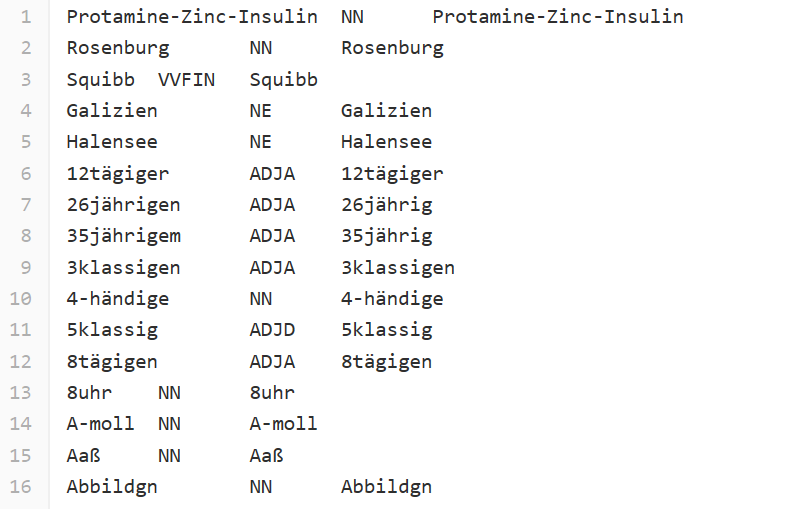 1 Protamine-Zinc-Insulin NN Protamine-Zinc-Insulin
2 Rosenburg NN Rosenburg
3 Squibb VVFIN Squibb
4 Galizien NE Galizien
5 Halensee NE Halensee
6 12tägiger ADJA 12tägiger
7 26jährigen ADJA 26jährig
8 35jährigem ADJA 35jährig
9 3klassigen ADJA 3klassigen
10 4-händige NN 4-händige
11 5klassig ADJD 5klassig
12 8tägigen ADJA 8tägigen
13 8uhr NN 8uhr
14 A-moll NN A-moll
15 Aaß NN Aaß
16 Abbildgn NN Abbildgn